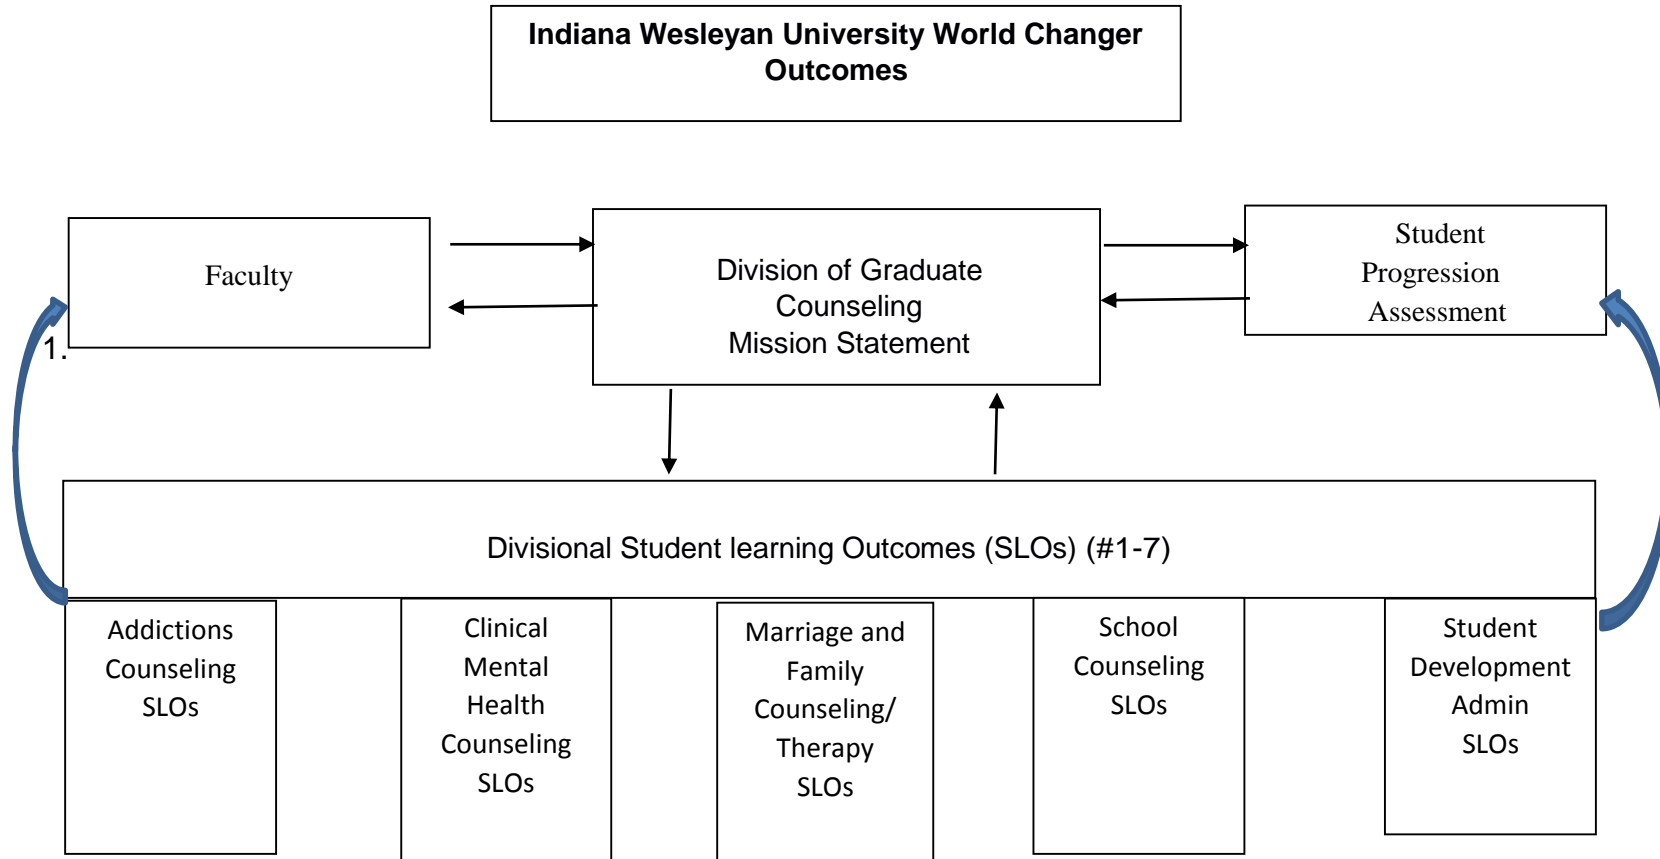 Indiana Wesleyan University World Changer
Outcomes
Faculty
Division of Graduate
Counseling
Mission Statement
Student
Progression
Assessment
1.
Divisional Student learning Outcomes (SLOs) (#1-7)
Addictions
Counseling
SLOs
Clinical
Mental
Health
Counseling
SLOs
Marriage and
Family
Counseling/
Therapy
SLOs
School
Counseling
SLOs
Student
Development
Admin
SLOs